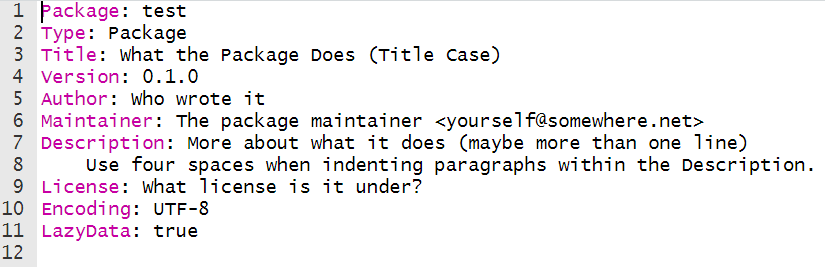 1 Package: test
2 Type: Package
3 Title: What the Package Does (Title Case)
4 Version: 0.1.0
5 Author: Who wrote it
6 Maintainer: The package maintainer <yourself@somewhere.net>
7 Description: More about what it does (maybe more than one line)
8     Use four spaces when indenting paragraphs within the Description.
9 License: What license is it under?
10 Encoding: UTF-8
11 LazyData: true
12